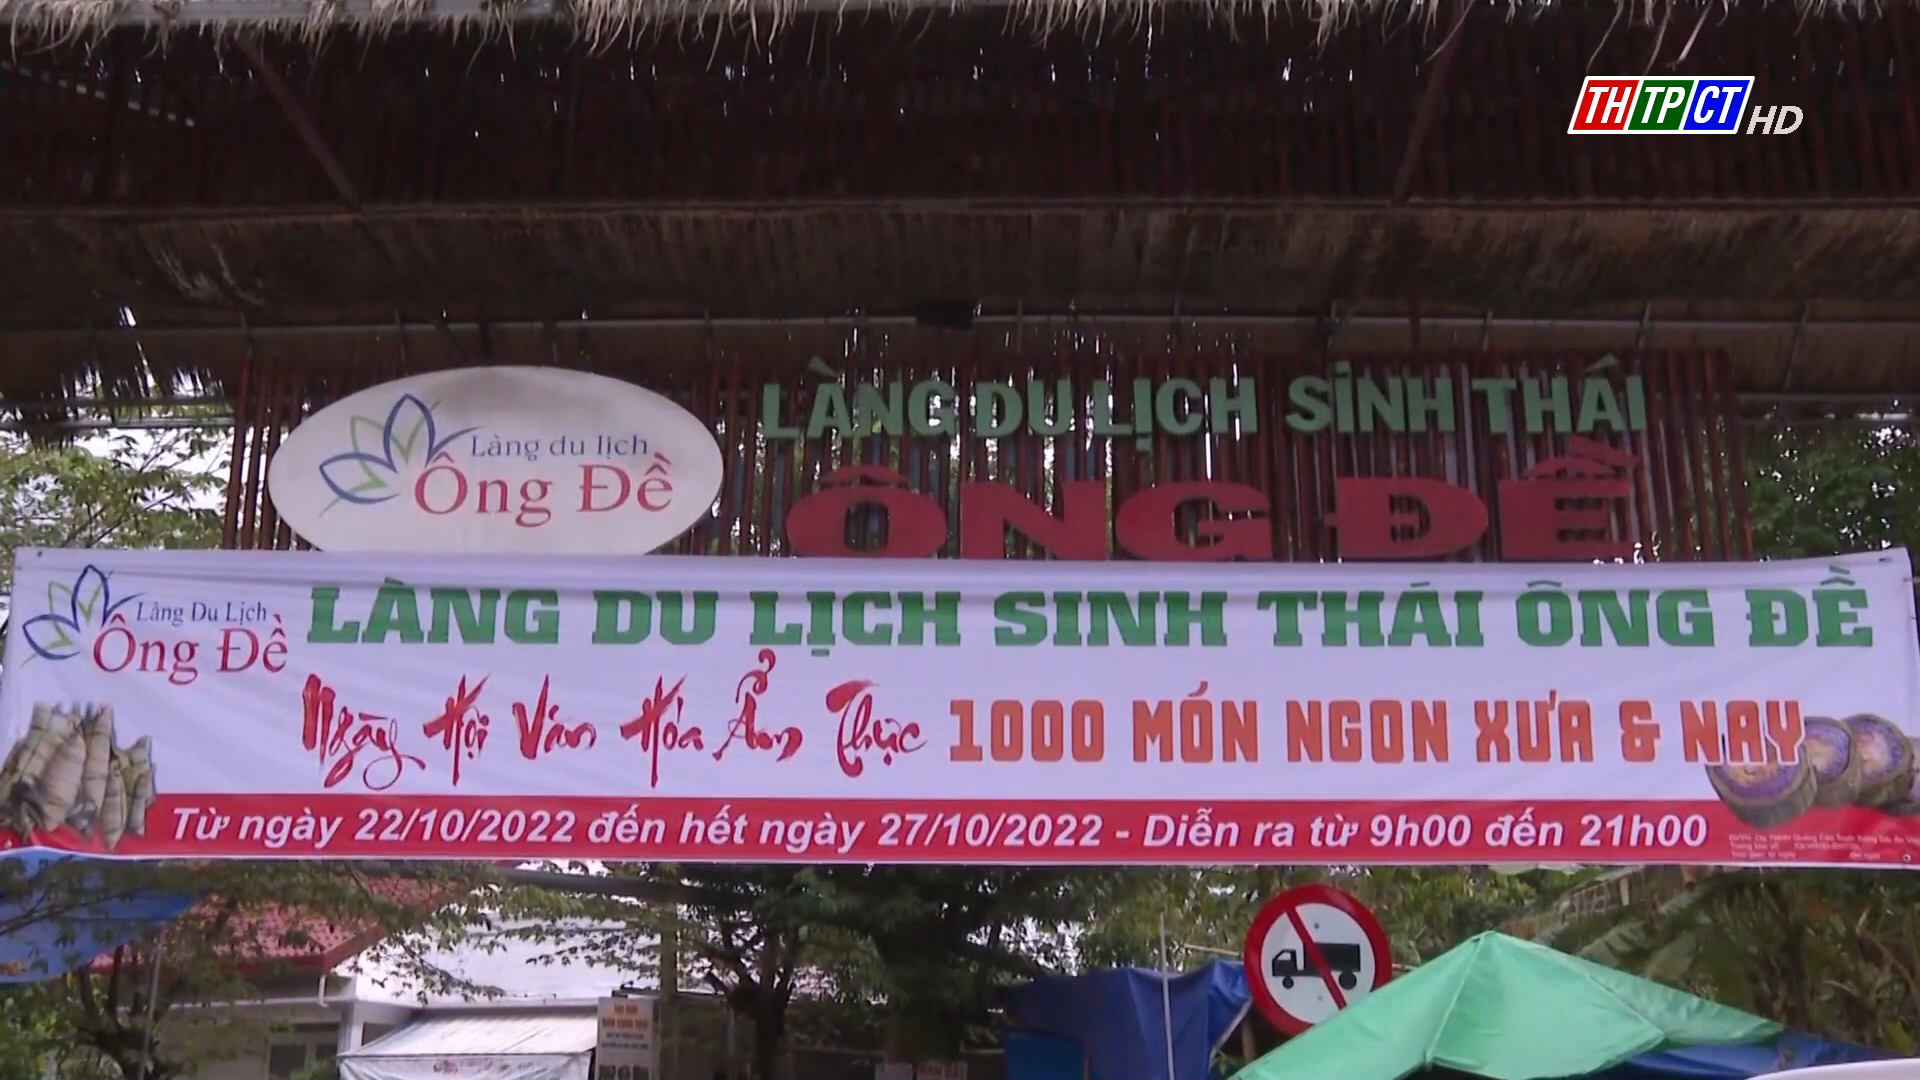 THTPCT HD
LÀNG DU LỊCH SINH THÁI
Làng du lịch
Ông Đề
ÔNG ĐỀ
Làng Du Lịch
Ông Đề
LÀNG DU LỊCH SINH THÁI ÔNG ĐỀ
Ngày Hội Văn Hóa Ẩm Thực 1000 MÓN NGON XƯA & NAY
Từ ngày 22/10/2022 đến hết ngày 27/10/2022 - Diễn ra từ 9h00 đến 21h00